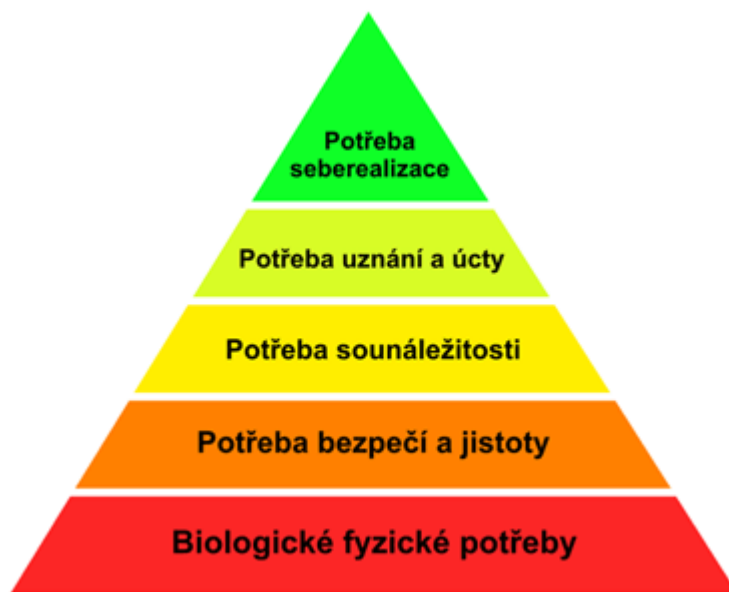 Potřeba
seberealizace
Potřeba uznání a úcty
Potřeba sounáležitosti
Potřeba bezpečí a jistoty
Biologické fyzické potřeby